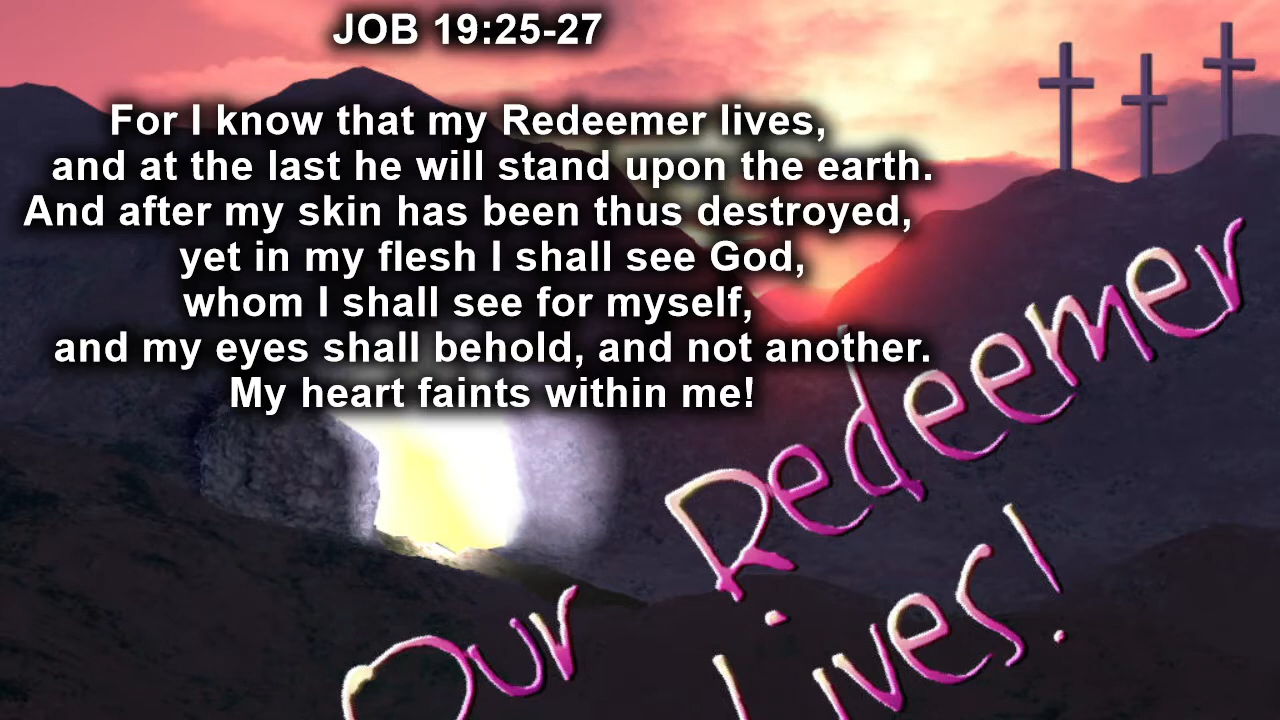 JOB 19:25-27
For I know that my Redeemer lives,
and at the last he will stand upon the earth.
And after my skin has been thus destroyed,
yet in my flesh I shall see God,
whom I shall see for myself,
and my eyes shall behold, and not another.
My heart faints within me!
Our Redeemer
Lives!